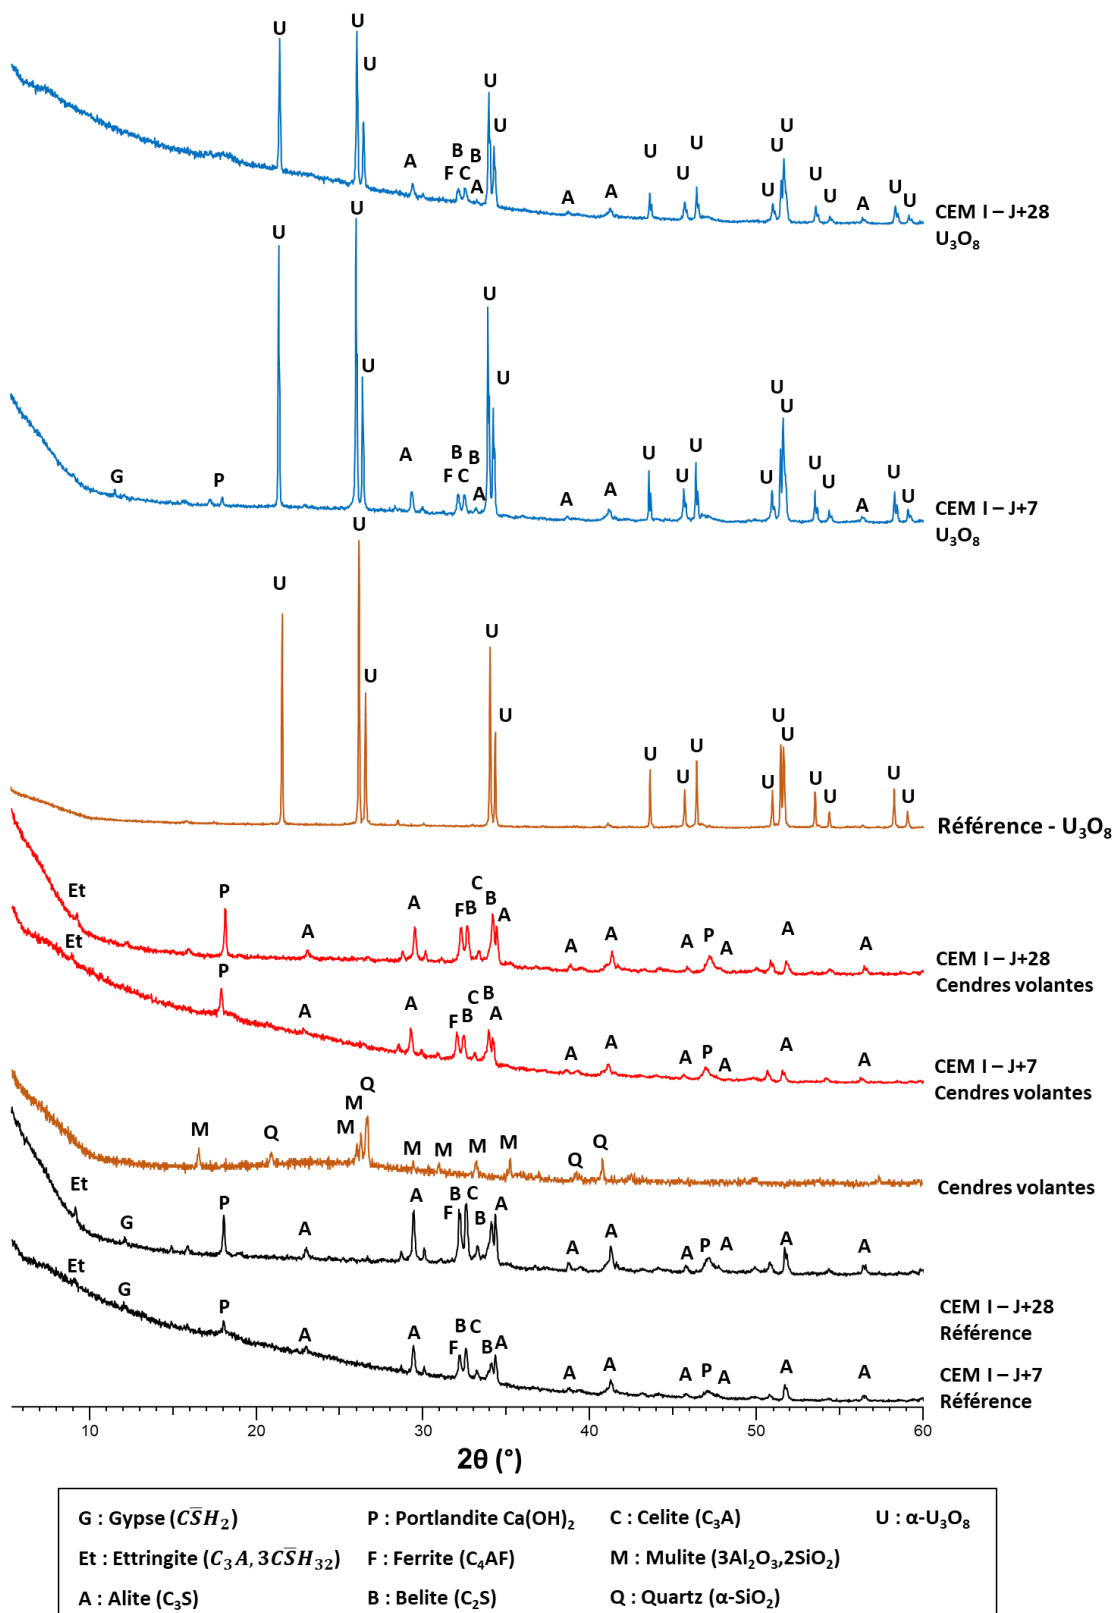 U U
U
U
U
A B B
F C
A
A A
U U
U U
U U
U U
A
U U
CEM I – J+28
U₃O₈
U U
U
U
U
G P
A B B
F C
A
A A
U U U
U U
U
U U
A
U U
CEM I – J+7
U₃O₈
U U
U
U
U
U U U
U U
U
U U
U U
Référence - U₃O₈
Et P A
A C
F B B
A
A A
A P A
A A
CEM I – J+28
Cendres volantes
Et P A
A C
F B B
A
A A
A P A
A A
CEM I – J+7
Cendres volantes
M Q M
M Q
M M M M
Q Q
Cendres volantes
Et G P A
A B C
F B A
A A
A P A
A A
CEM I – J+28
Référence
Et G P A
A B C
F B A
A A
A P A
A A
CEM I – J+7
Référence
10 20 30 40 50 60
2θ (°)
G : Gypse (CS̅H₂) P : Portlandite Ca(OH)₂ C : Celite (C₃A) U : α-U₃O₈
Et : Ettringite (C₃A, 3CS̅H₃₂) F : Ferrite (C₄AF) M : Mulite (3Al₂O₃,2SiO₂)
A : Alite (C₃S) B : Belite (C₂S) Q : Quartz (α-SiO₂)